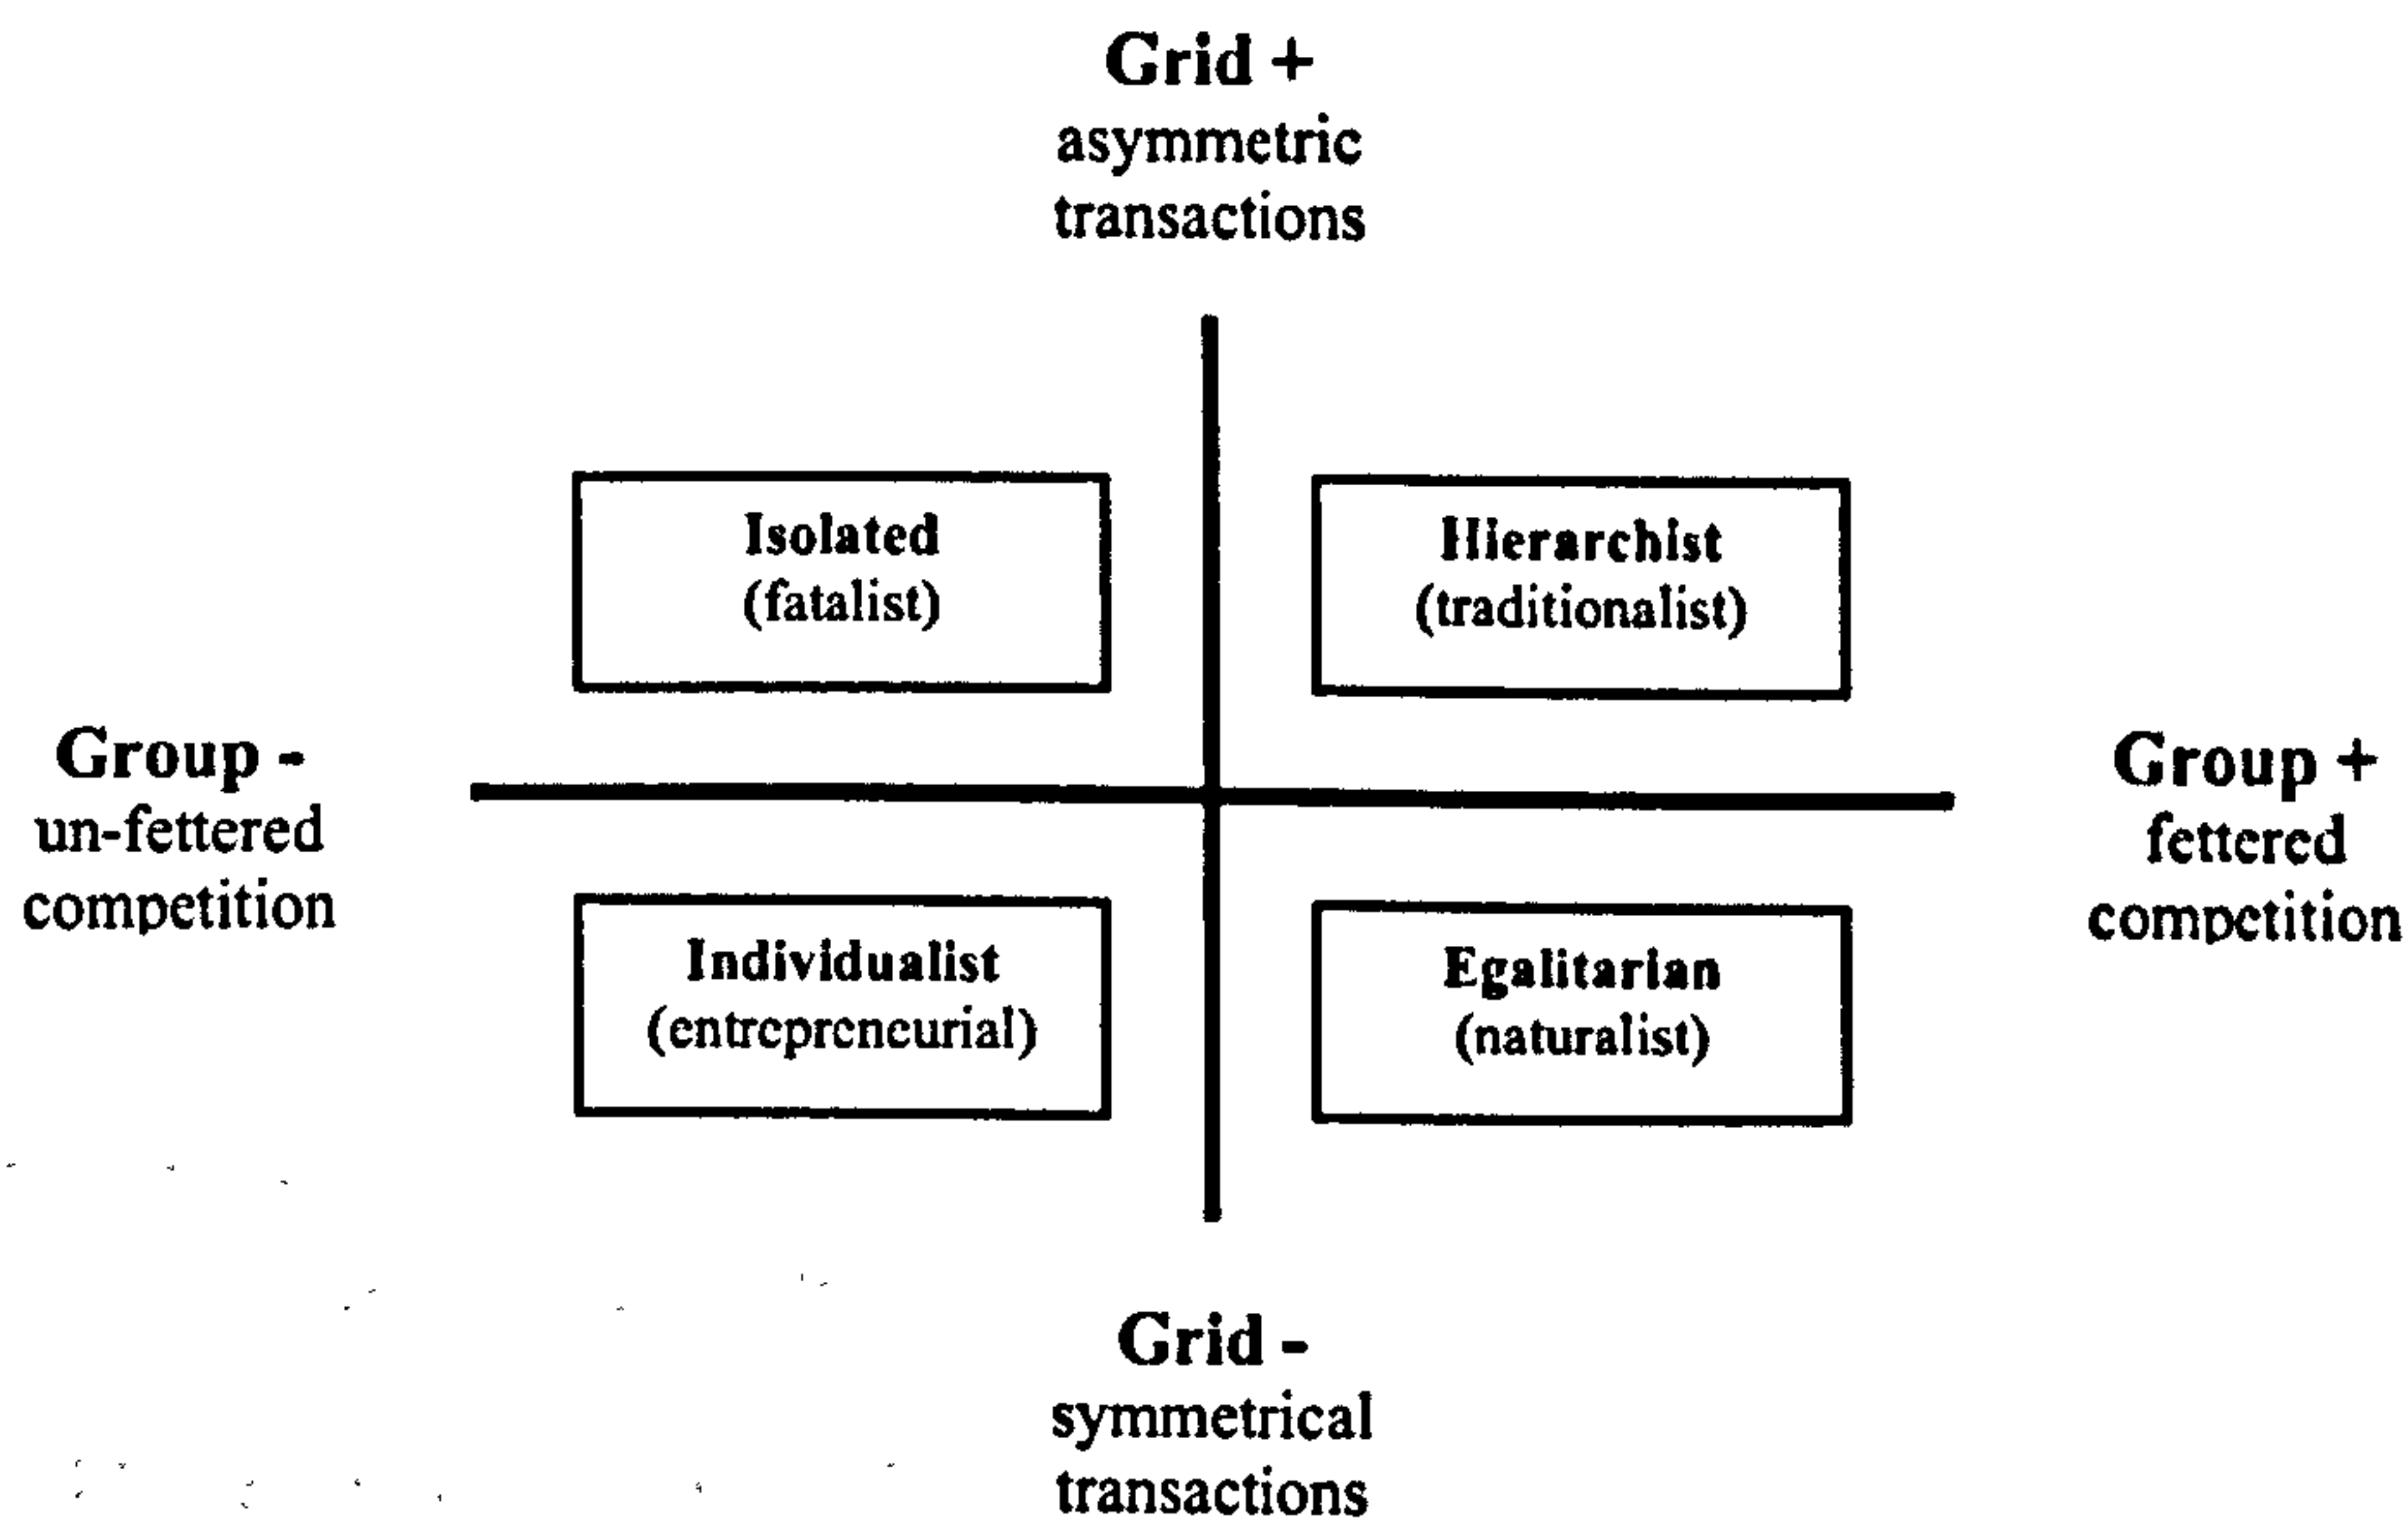 Grid +
asymmetric
transactions
Isolated
(fatalist)
Hierarchist
(traditionalist)
Group -
un-fettered
competition
Group +
fettered
competition
Individualist
(entrepreneurial)
Egalitarian
(naturalist)
Grid -
symmetrical
transactions